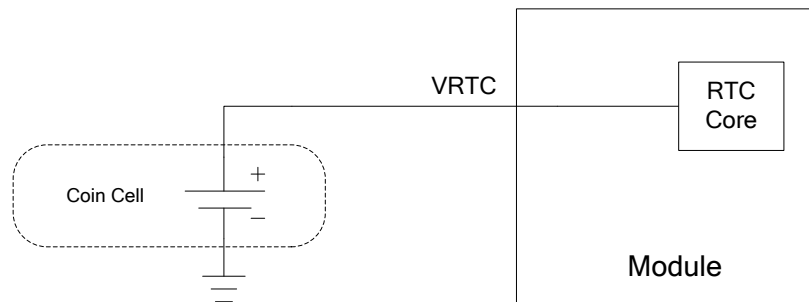 VRTC
RTC
Core
Coin Cell
+
−
Module